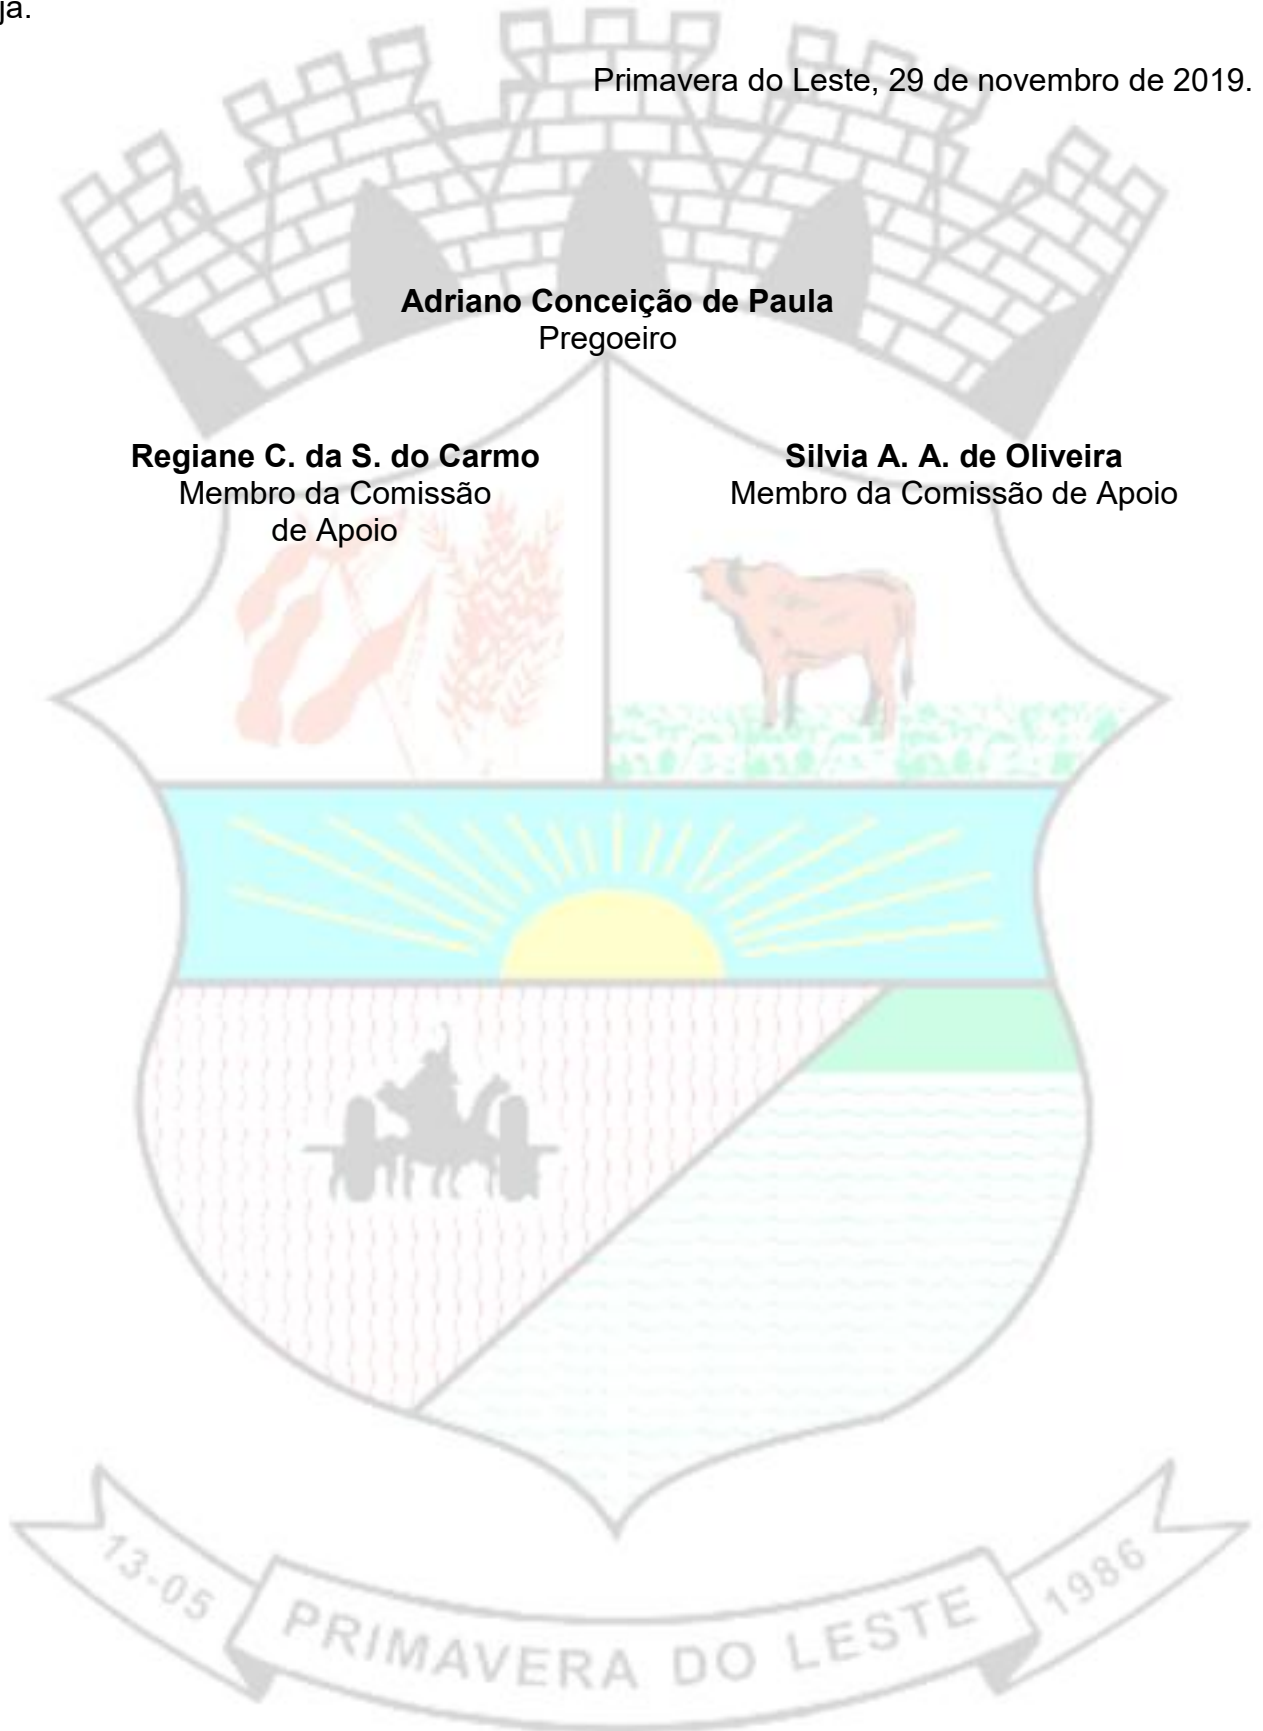 ja.
Primavera do Leste, 29 de novembro de 2019.
Adriano Conceição de Paula
Pregoeiro
Regiane C. da S. do Carmo
Membro da Comissão
de Apoio
Silvia A. A. de Oliveira
Membro da Comissão de Apoio
13-05
PRIMAVERA DO LESTE
1986